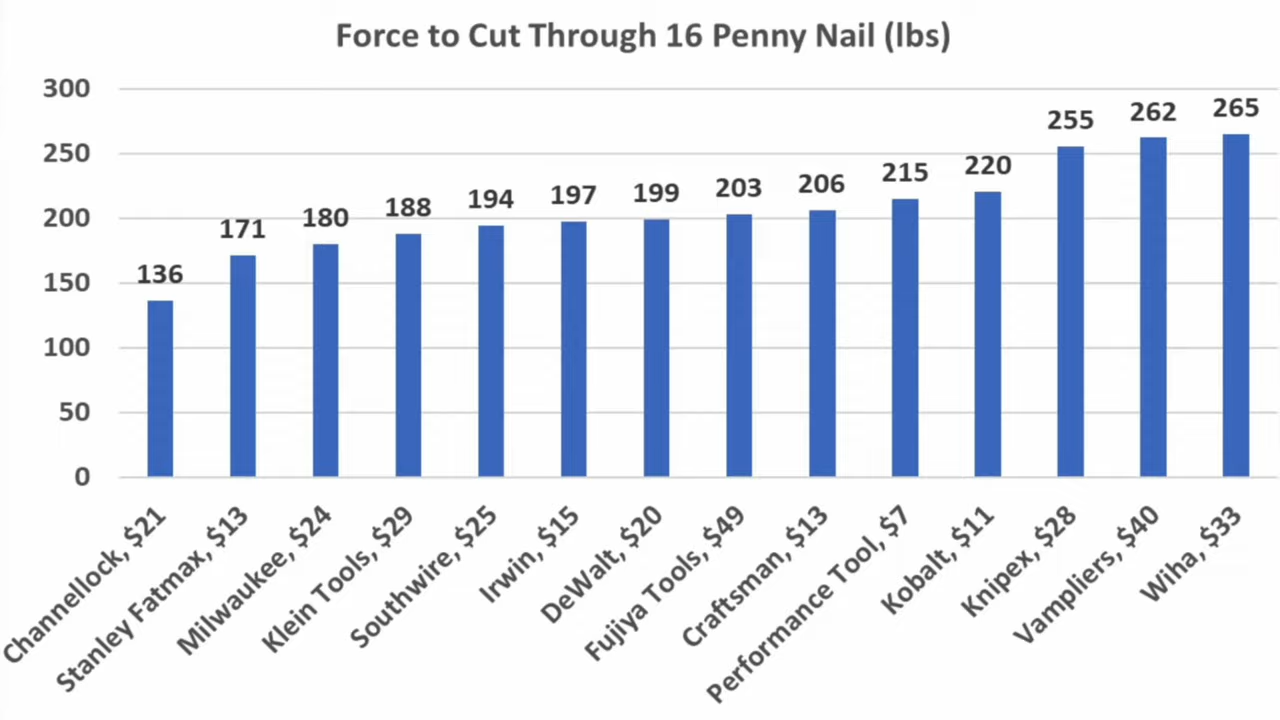 Force to Cut Through 16 Penny Nail (lbs)
300
250
200
150
100
50
0
136
171
180
188
194
197
199
203
206
215
220
255
262
265
Channellock, $21
Stanley Fatmax, $13
Milwaukee, $24
Klein Tools, $29
Southwire, $25
Irwin, $15
DeWalt, $20
Fujiya Tools, $49
Craftsman, $13
Performance Tool, $7
Kobalt, $11
Knipex, $28
Vampliers, $40
Wiha, $33